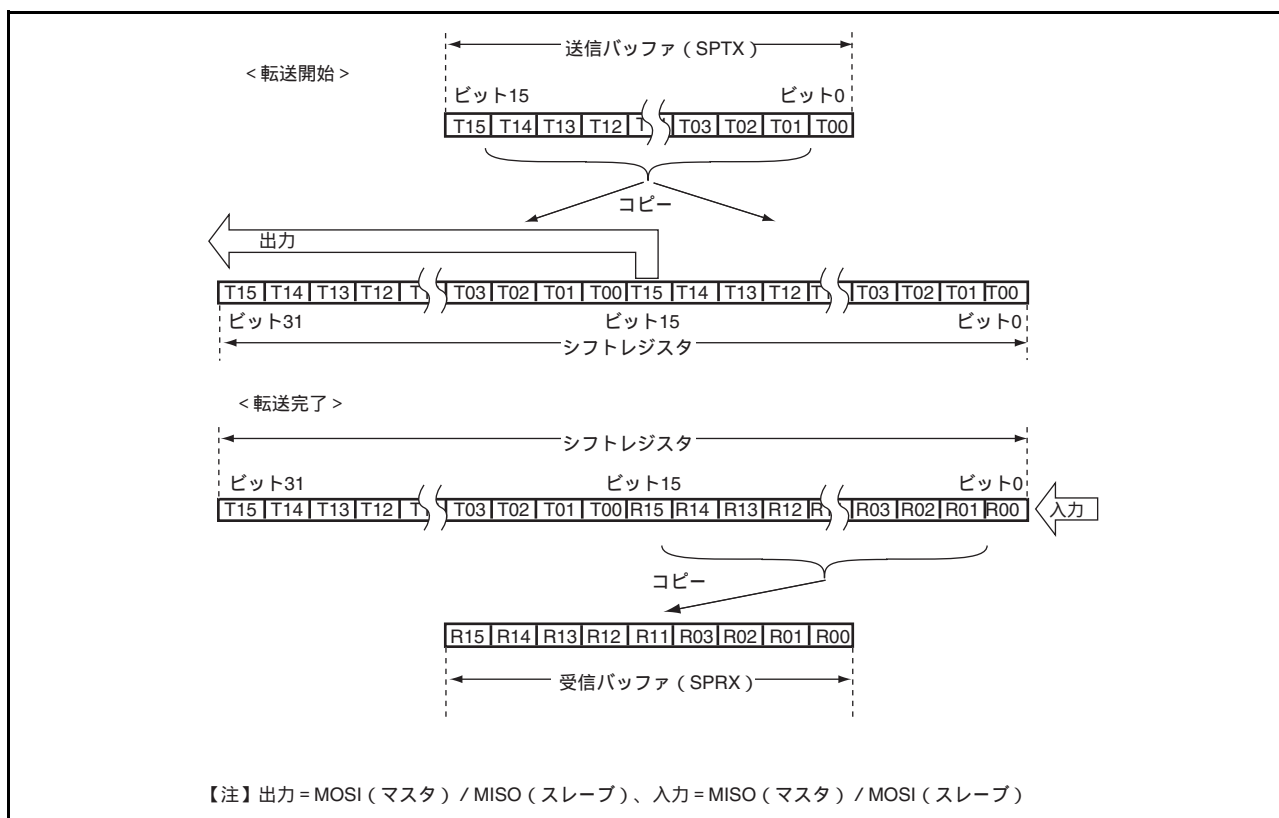 送信バッファ（SPTX）
＜転送開始＞
ビット15 ビット0
T15 T14 T13 T12 T03 T02 T01 T00
コピー
出力
T15 T14 T13 T12 T03 T02 T01 T00 T15 T14 T13 T12 T03 T02 T01 T00
ビット31 ビット15 ビット0
シフトレジスタ
＜転送完了＞
シフトレジスタ
ビット31 ビット15 ビット0
T15 T14 T13 T12 T03 T02 T01 T00 R15 R14 R13 R12 R03 R02 R01 R00 入力
コピー
R15 R14 R13 R12 R11 R03 R02 R01 R00
受信バッファ（SPRX）
【注】出力 = MOSI（マスタ）/ MISO（スレーブ）、入力 = MISO（マスタ）/ MOSI（スレーブ）